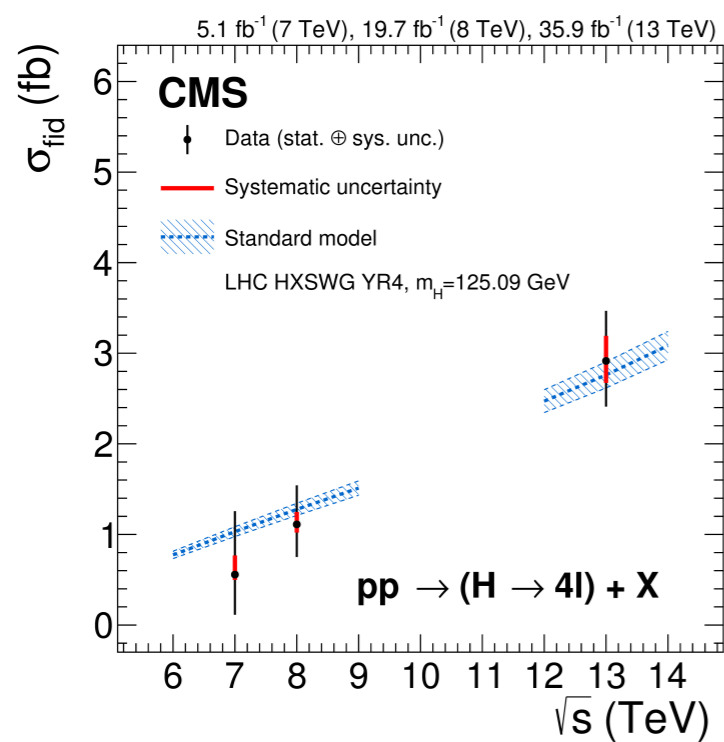 5.1 fb⁻¹ (7 TeV), 19.7 fb⁻¹ (8 TeV), 35.9 fb⁻¹ (13 TeV)
CMS
Data (stat. ⊕ sys. unc.)
Systematic uncertainty
Standard model
LHC HXSWG YR4, m_H=125.09 GeV
σ_fid (fb)
6
5
4
3
2
1
0
pp → (H → 4l) + X
6 7 8 9 10 11 12 13 14
√s (TeV)